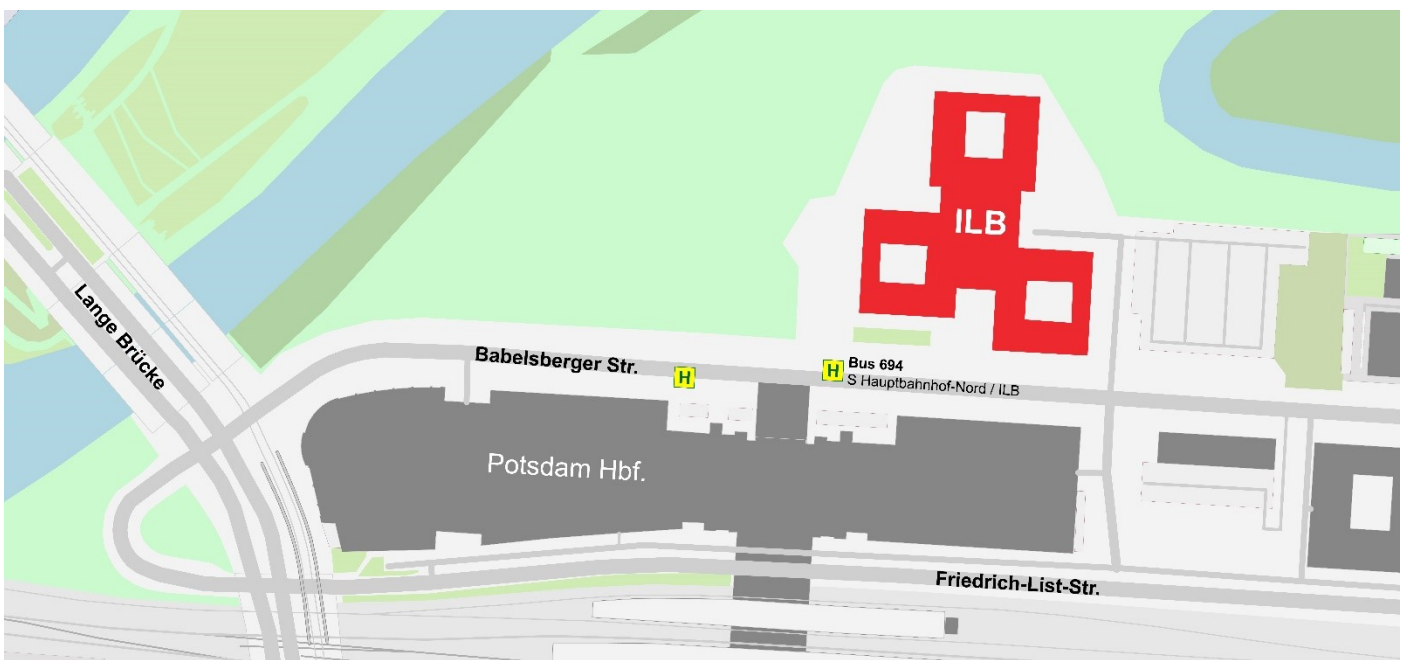 ILB
Lange Brücke
Babelsberger Str.
H
H
Bus 694
S Hauptbahnhof-Nord / ILB
Potsdam Hbf.
Friedrich-List-Str.